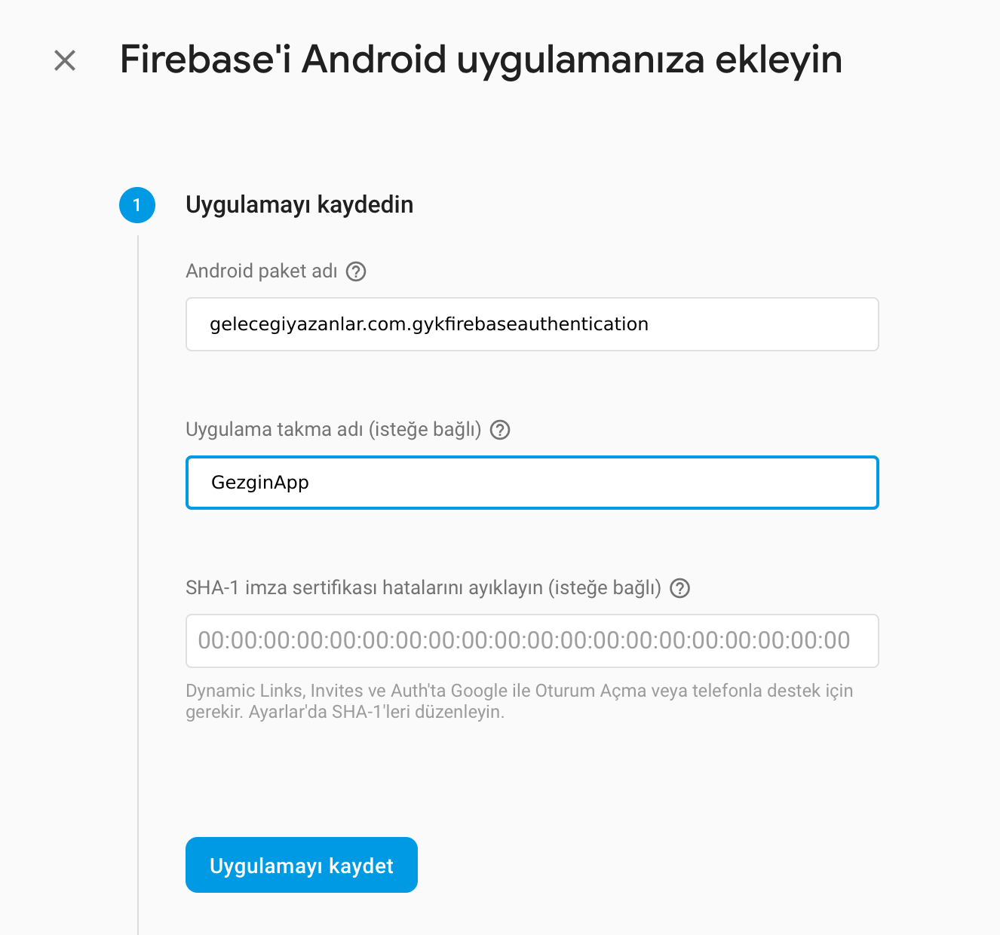 Firebase'i Android uygulamanıza ekleyin
1 Uygulamayı kaydedin
Android paket adı
gelecegiyazanlar.com.gykfirebaseauthentication
Uygulama takma adı (isteğe bağlı)
GezginApp
SHA-1 imza sertifikası hatalarını ayıklayın (isteğe bağlı)
00:00:00:00:00:00:00:00:00:00:00:00:00:00:00:00:00:00:00:00
Dynamic Links, Invites ve Auth'ta Google ile Oturum Açma veya telefonla destek için
gerekir. Ayarlar'da SHA-1'leri düzenleyin.
Uygulamayı kaydet